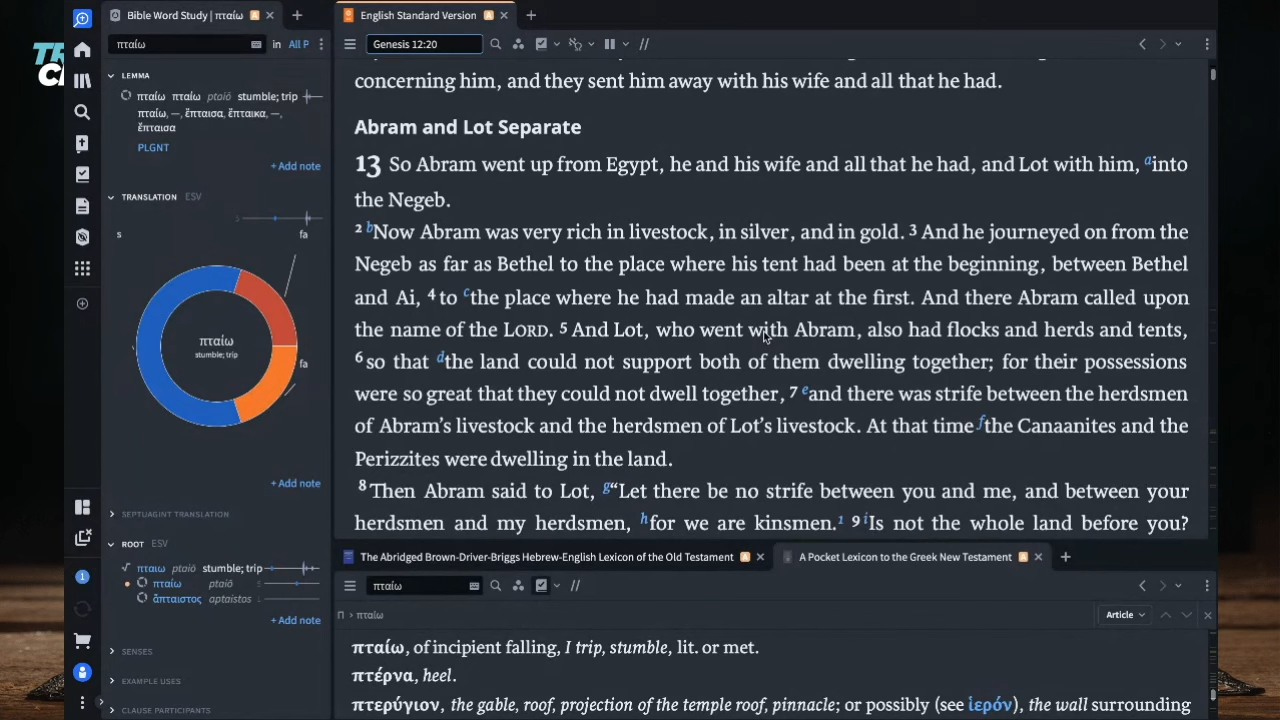 Bible Word Study | πταίω A
English Standard Version A
πταίω in All P
Genesis 12:20
LEMMA
πταίω πταίω ptaiō stumble; trip
πταίω, —, ἔπταισα, ἔπταικα, —,
ἔπταισα
PLGNT
+ Add note
TRANSLATION ESV
s
fa
πταίω
stumble; trip
fa
+ Add note
SEPTUAGINT TRANSLATION
ROOT ESV
√ πταιω ptaiō stumble; trip
πταίω ptaiō 5
ἄπταιστος aptaistos 1
+ Add note
SENSES
EXAMPLE USES
CLAUSE PARTICIPANTS
1
concerning him, and they sent him away with his wife and all that he had.
Abram and Lot Separate
13 So Abram went up from Egypt, he and his wife and all that he had, and Lot with him, a into
the Negeb.
2 b Now Abram was very rich in livestock, in silver, and in gold. 3 And he journeyed on from the
Negeb as far as Bethel to the place where his tent had been at the beginning, between Bethel
and Ai, 4 to c the place where he had made an altar at the first. And there Abram called upon
the name of the LORD. 5 And Lot, who went with Abram, also had flocks and herds and tents,
6 so that d the land could not support both of them dwelling together; for their possessions
were so great that they could not dwell together, 7 e and there was strife between the herdsmen
of Abram’s livestock and the herdsmen of Lot’s livestock. At that time f the Canaanites and the
Perizzites were dwelling in the land.
8 Then Abram said to Lot, g “Let there be no strife between you and me, and between your
herdsmen and my herdsmen, h for we are kinsmen. 1 9 i Is not the whole land before you?
The Abridged Brown-Driver-Briggs Hebrew-English Lexicon of the Old Testament A
A Pocket Lexicon to the Greek New Testament A
πταίω
Π > πταίω
Article
πταίω, of incipient falling, I trip, stumble, lit. or met.
πτέρνα, heel.
πτερύγιον, the gable, roof, projection of the temple roof, pinnacle; or possibly (see ἱερόν), the wall surrounding